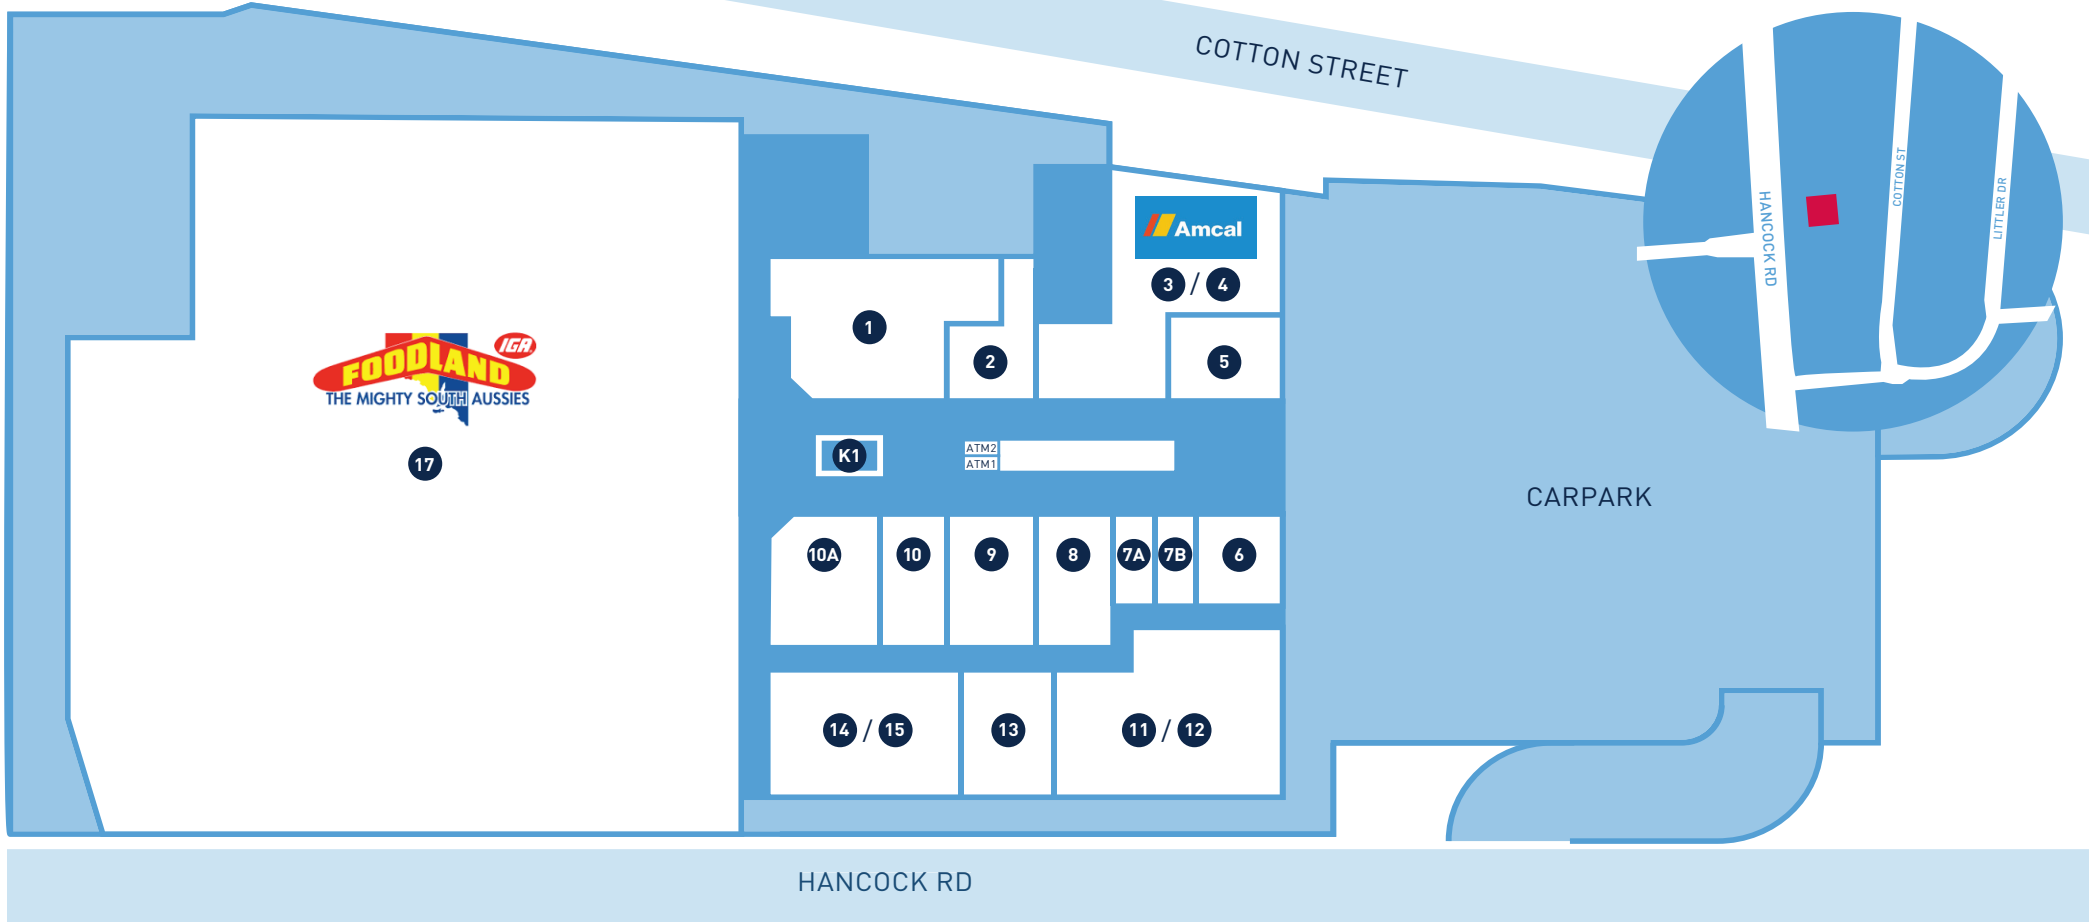 COTTON STREET
HANCOCK RD
COTTON ST
LITTLER DR
Amcal
3 / 4
1
2
5
IGA
FOODLAND
THE MIGHTY SOUTH AUSSIES
17
K1
ATM2
ATM1
CARPARK
10A
10
9
8
7A
7B
6
14 / 15
13
11 / 12
HANCOCK RD